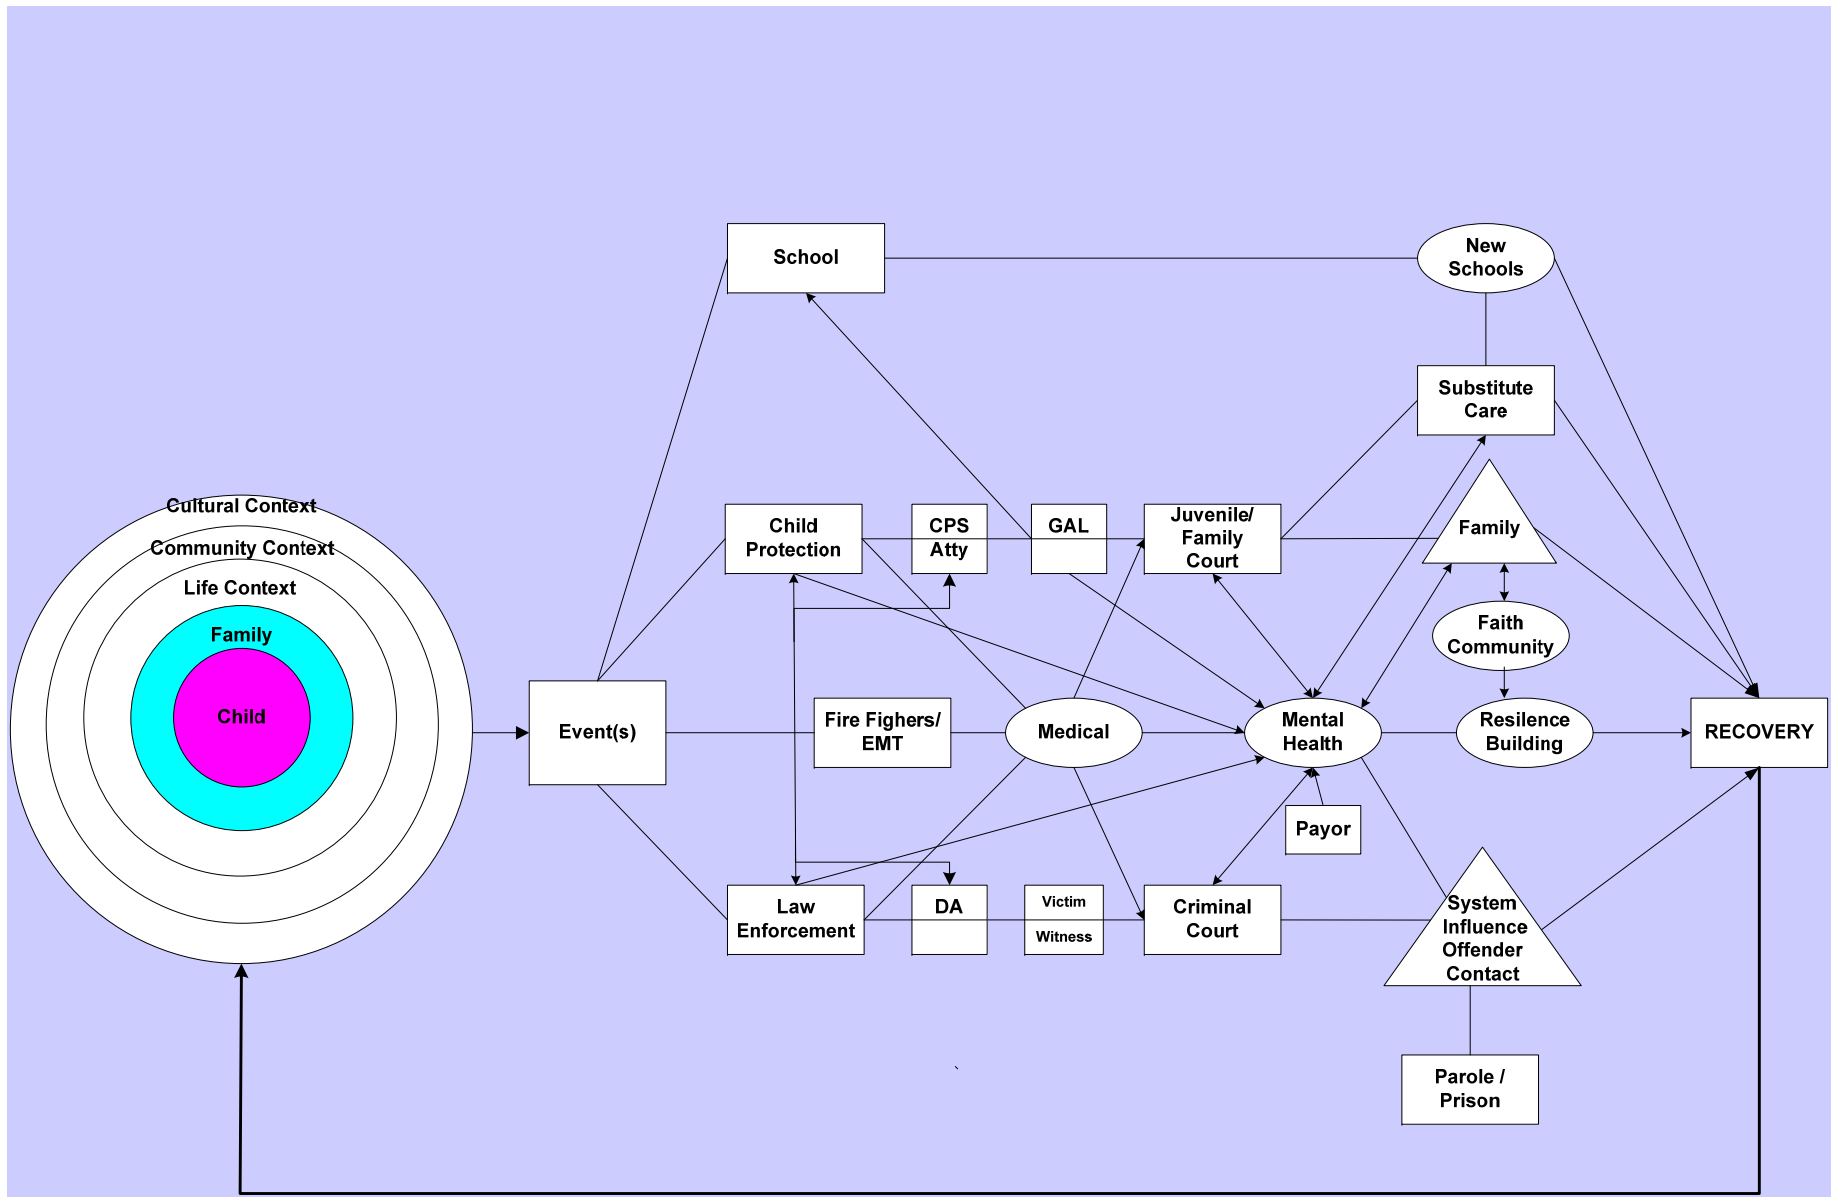 Cultural Context
Community Context
Life Context
Family
Child
Event(s)
School
Child
Protection
CPS
Atty
GAL
Juvenile/
Family
Court
Fire Fighers/
EMT
Medical
Mental
Health
Payor
Law
Enforcement
DA
Victim
Witness
Criminal
Court
New
Schools
Substitute
Care
Family
Faith
Community
Resilence
Building
System
Influence
Offender
Contact
Parole /
Prison
RECOVERY
`